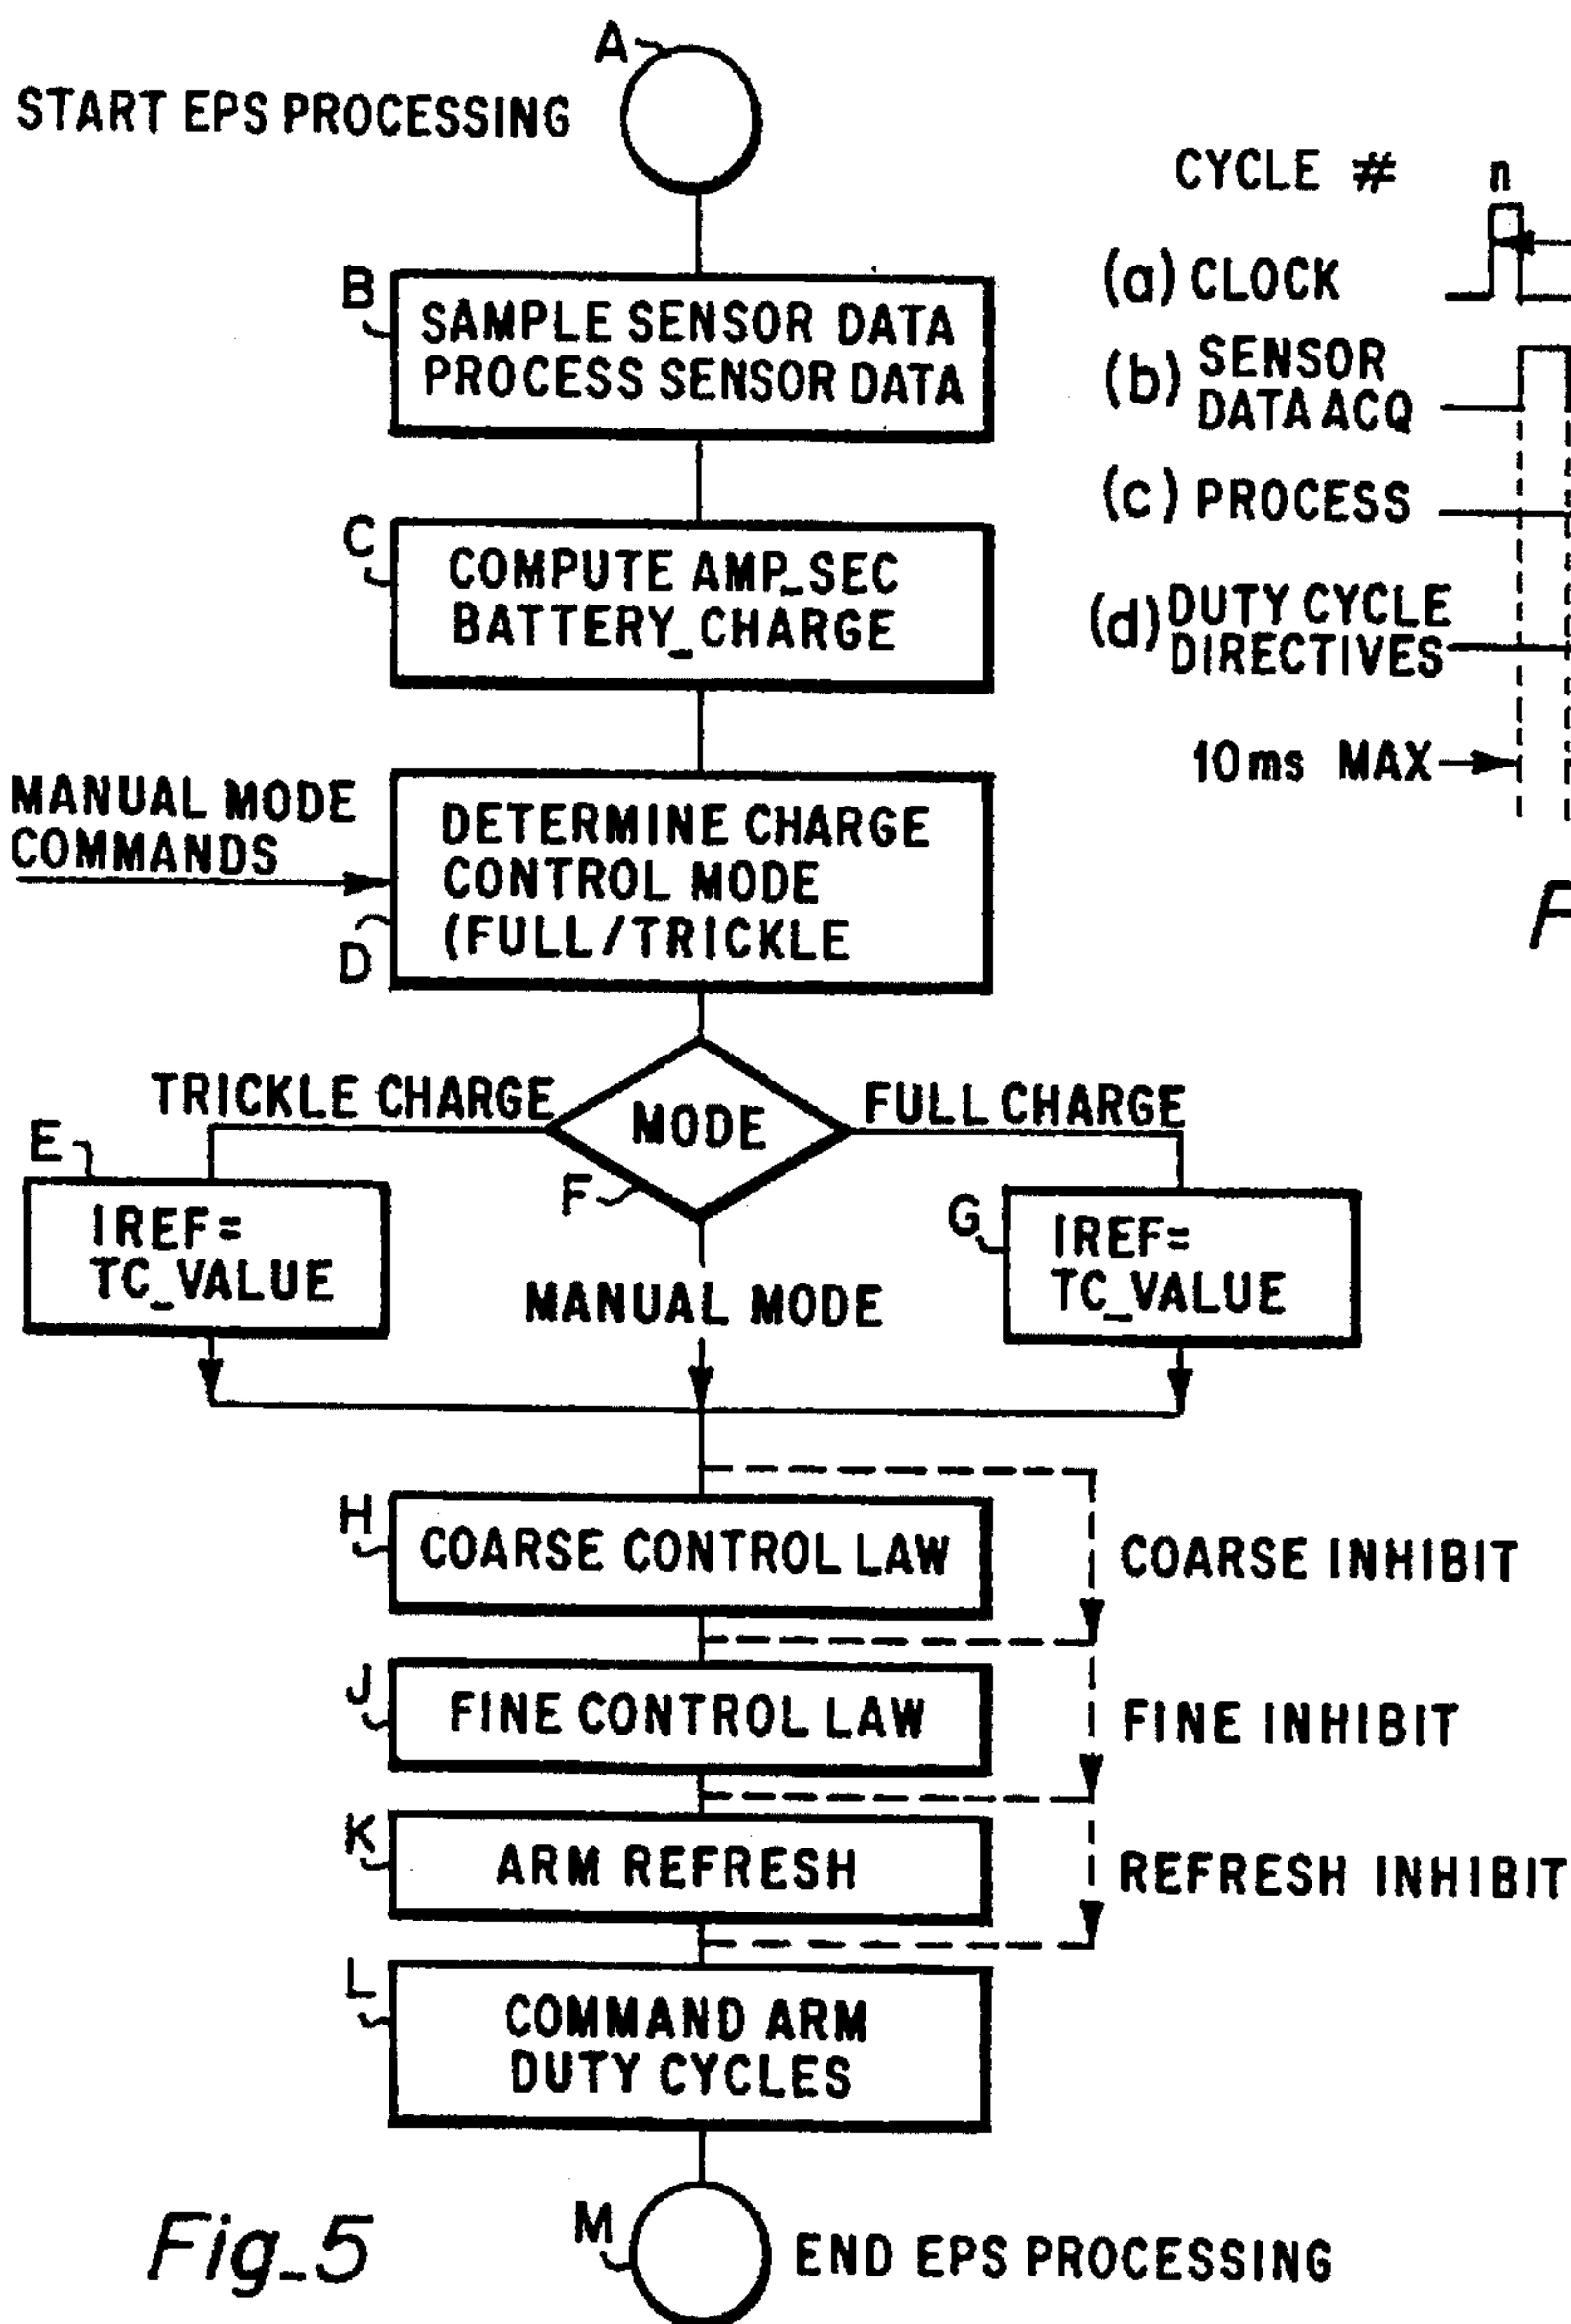 A
START EPS PROCESSING
B
SAMPLE SENSOR DATA
PROCESS SENSOR DATA
C
COMPUTE AMP_SEC
BATTERY_CHARGE
MANUAL MODE
COMMANDS
DETERMINE CHARGE
CONTROL MODE
(FULL/TRICKLE
D
TRICKLE CHARGE
MODE
FULL CHARGE
E
F
G
IREF=
TC_VALUE
MANUAL MODE
IREF=
TC_VALUE
H
COARSE CONTROL LAW
COARSE INHIBIT
J
FINE CONTROL LAW
FINE INHIBIT
K
ARM REFRESH
REFRESH INHIBIT
L
COMMAND ARM
DUTY CYCLES
M
END EPS PROCESSING
Fig_5
CYCLE # n
(a) CLOCK
(b) SENSOR
DATA ACQ
(c) PROCESS
(d) DUTY CYCLE
DIRECTIVES
10ms MAX
F